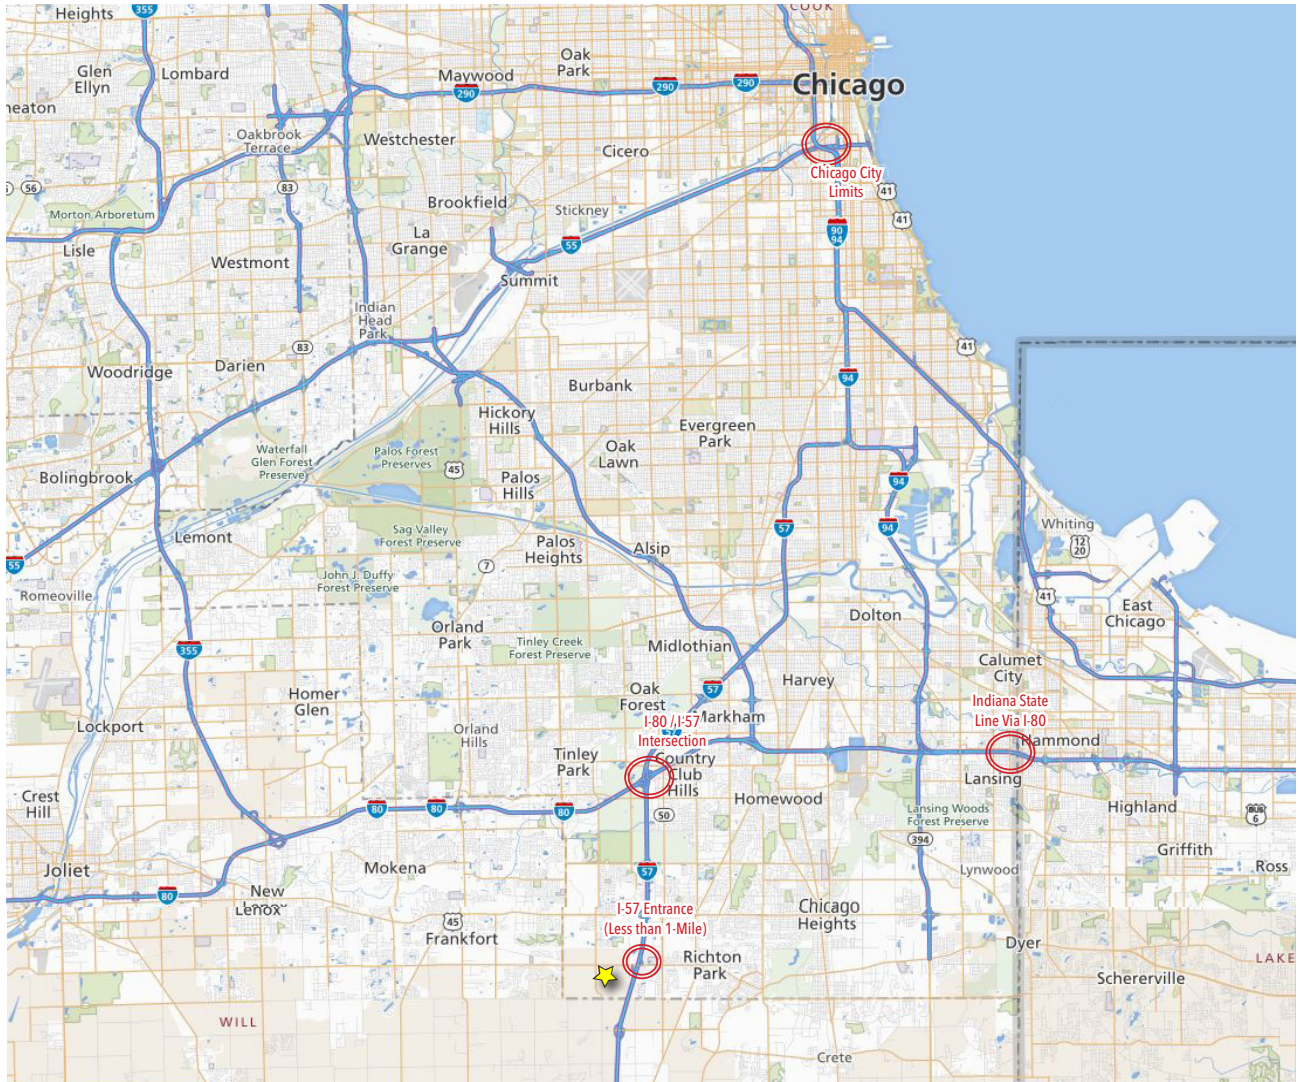 Heights
355
COOK
Glen
Ellyn
Lombard
Maywood
Oak
Park
290
290
290
Chicago
Oakbrook
Terrace
Westchester
Cicero
Chicago City
Limits
56
83
Morton Arboretum
Brookfield
Stickney
41
41
Lisle
La
Grange
55
90
94
Westmont
Summit
Indian
Head
Park
83
41
Woodridge
Darien
Burbank
94
Hickory
Hills
Evergreen
Park
Waterfall
Glen Forest
Preserve
Palos Forest
Preserves
45
Oak
Lawn
Bolingbrook
Palos
Hills
94
57
94
Sag Valley
Forest Preserve
Whiting
12
20
Lemont
Palos
Heights
Alsip
55
7
John J. Duffy
Forest Preserve
Romeoville
41
East
Chicago
Dolton
Orland
Park
Tinley Creek
Forest Preserve
Midlothian
355
Calumet
City
Harvey
57
Homer
Glen
Oak
Forest
Lockport
Orland
Hills
Markham
I-80 / I-57
Intersection
57
Indiana State
Line Via I-80
Hammond
Tinley
Park
Country
Club
Hills
Lansing
Crest
Hill
80
80
80
50
Homewood
Lansing Woods
Forest Preserve
Highland
BUS
6
394
Griffith
Joliet
Mokena
57
Lynwood
Ross
80
New
Lenox
I-57 Entrance
(Less than 1-Mile)
Chicago
Heights
45
Frankfort
Dyer
Richton
Park
LAKE
Schererville
WILL
Crete